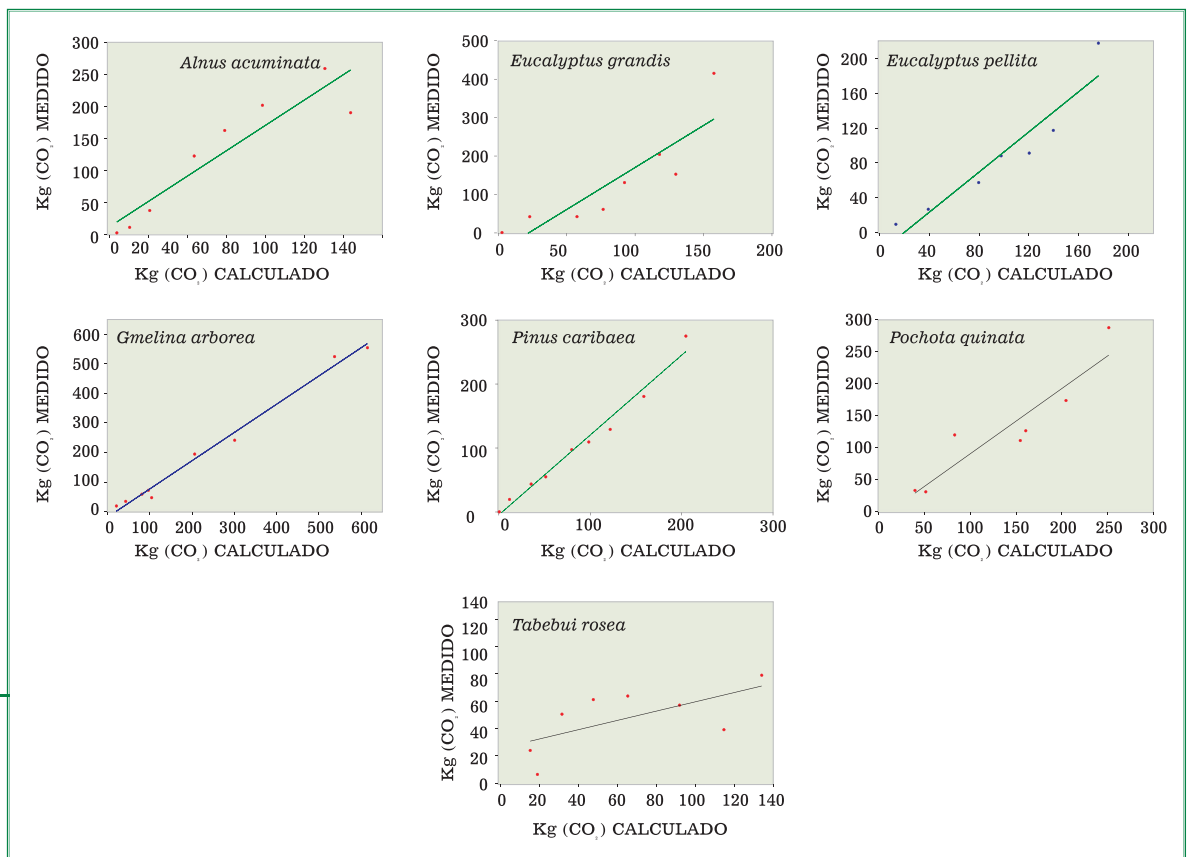 Alnus acuminata
Kg (CO₂) MEDIDO
300
250
200
150
100
50
0
0 20 40 60 80 100 120 140
Kg (CO₂) CALCULADO
Eucalyptus grandis
Kg (CO₂) MEDIDO
500
400
300
200
100
0
0 50 100 150 200
Kg (CO₂) CALCULADO
Eucalyptus pellita
Kg (CO₂) MEDIDO
200
160
120
80
40
0
0 40 80 120 160 200
Kg (CO₂) CALCULADO
Gmelina arborea
Kg (CO₂) MEDIDO
600
500
400
300
200
100
0
0 100 200 300 400 500 600
Kg (CO₂) CALCULADO
Pinus caribaea
Kg (CO₂) MEDIDO
300
200
100
0
0 100 200 300
Kg (CO₂) CALCULADO
Pochota quinata
Kg (CO₂) MEDIDO
300
250
200
150
100
50
0
0 50 100 150 200 250 300
Kg (CO₂) CALCULADO
Tabebui rosea
Kg (CO₂) MEDIDO
140
120
100
80
60
40
20
0
0 20 40 60 80 100 120 140
Kg (CO₂) CALCULADO